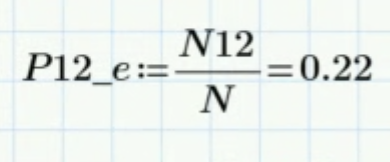 P12_e := N12/N = 0.22